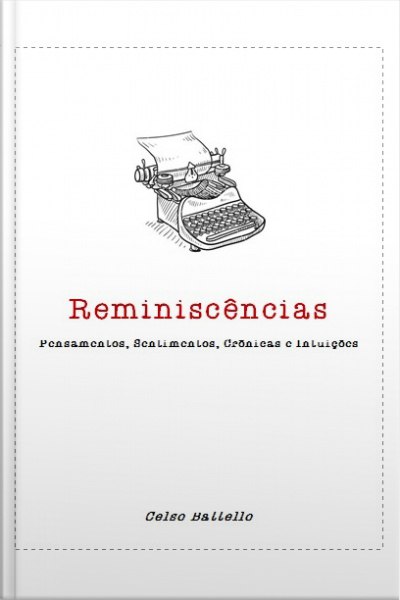 Reminiscências
Pensamentos, Sentimentos, Crônicas e Intuições
Celso Battello